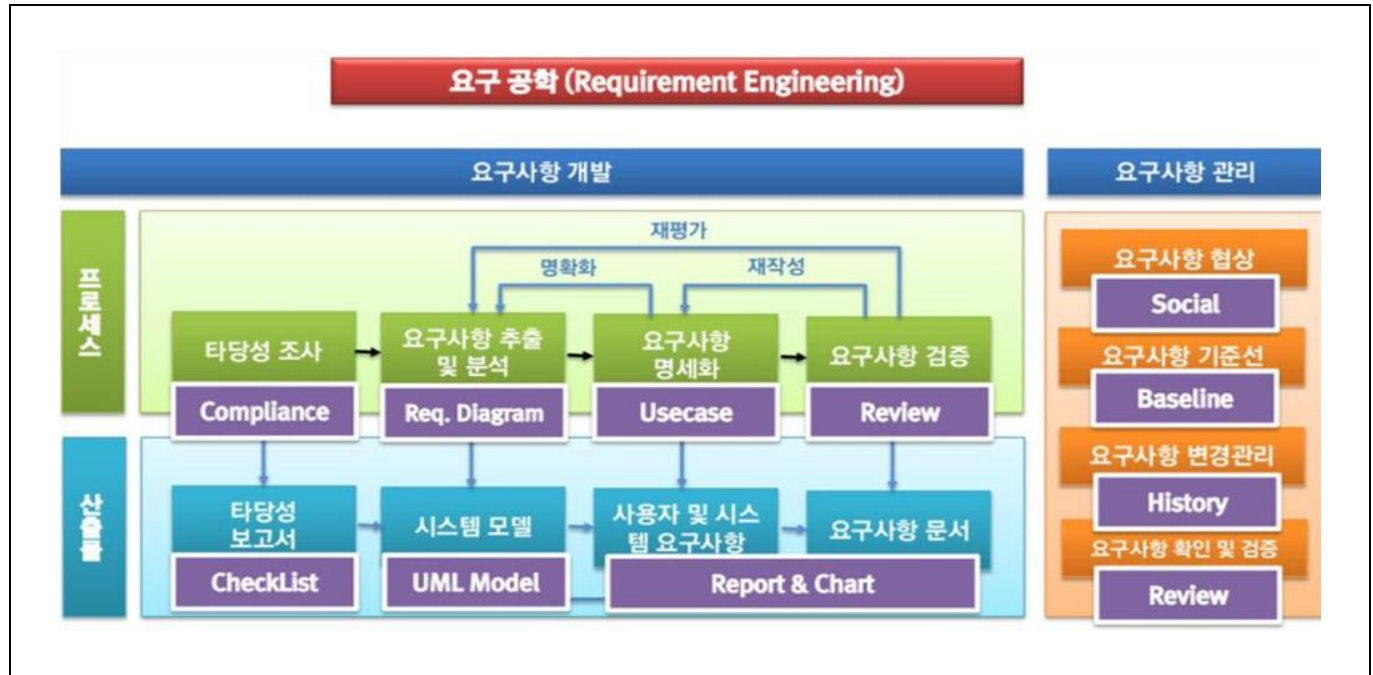 요구 공학 (Requirement Engineering)
요구사항 개발
요구사항 관리
프로세스
재평가
명확화
재작성
타당성 조사
Compliance
요구사항 추출
및 분석
Req. Diagram
요구사항
명세화
Usecase
요구사항 검증
Review
산출물
타당성
보고서
CheckList
시스템 모델
UML Model
사용자 및 시스
템 요구사항
요구사항 문서
Report & Chart
요구사항 협상
Social
요구사항 기준선
Baseline
요구사항 변경관리
History
요구사항 확인 및 검증
Review